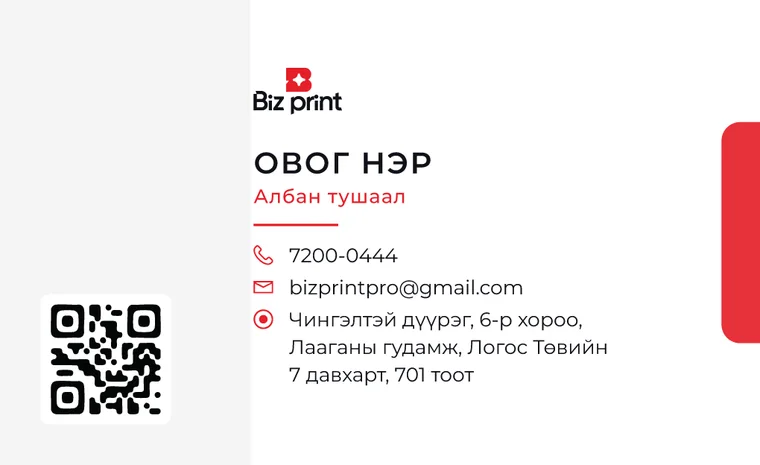 Biz print
ОВОГ НЭР
Албан тушаал
7200-0444
bizprintpro@gmail.com
Чингэлтэй дүүрэг, 6-р хороо,
Лааганы гудамж, Логос Төвийн
7 давхарт, 701 тоот